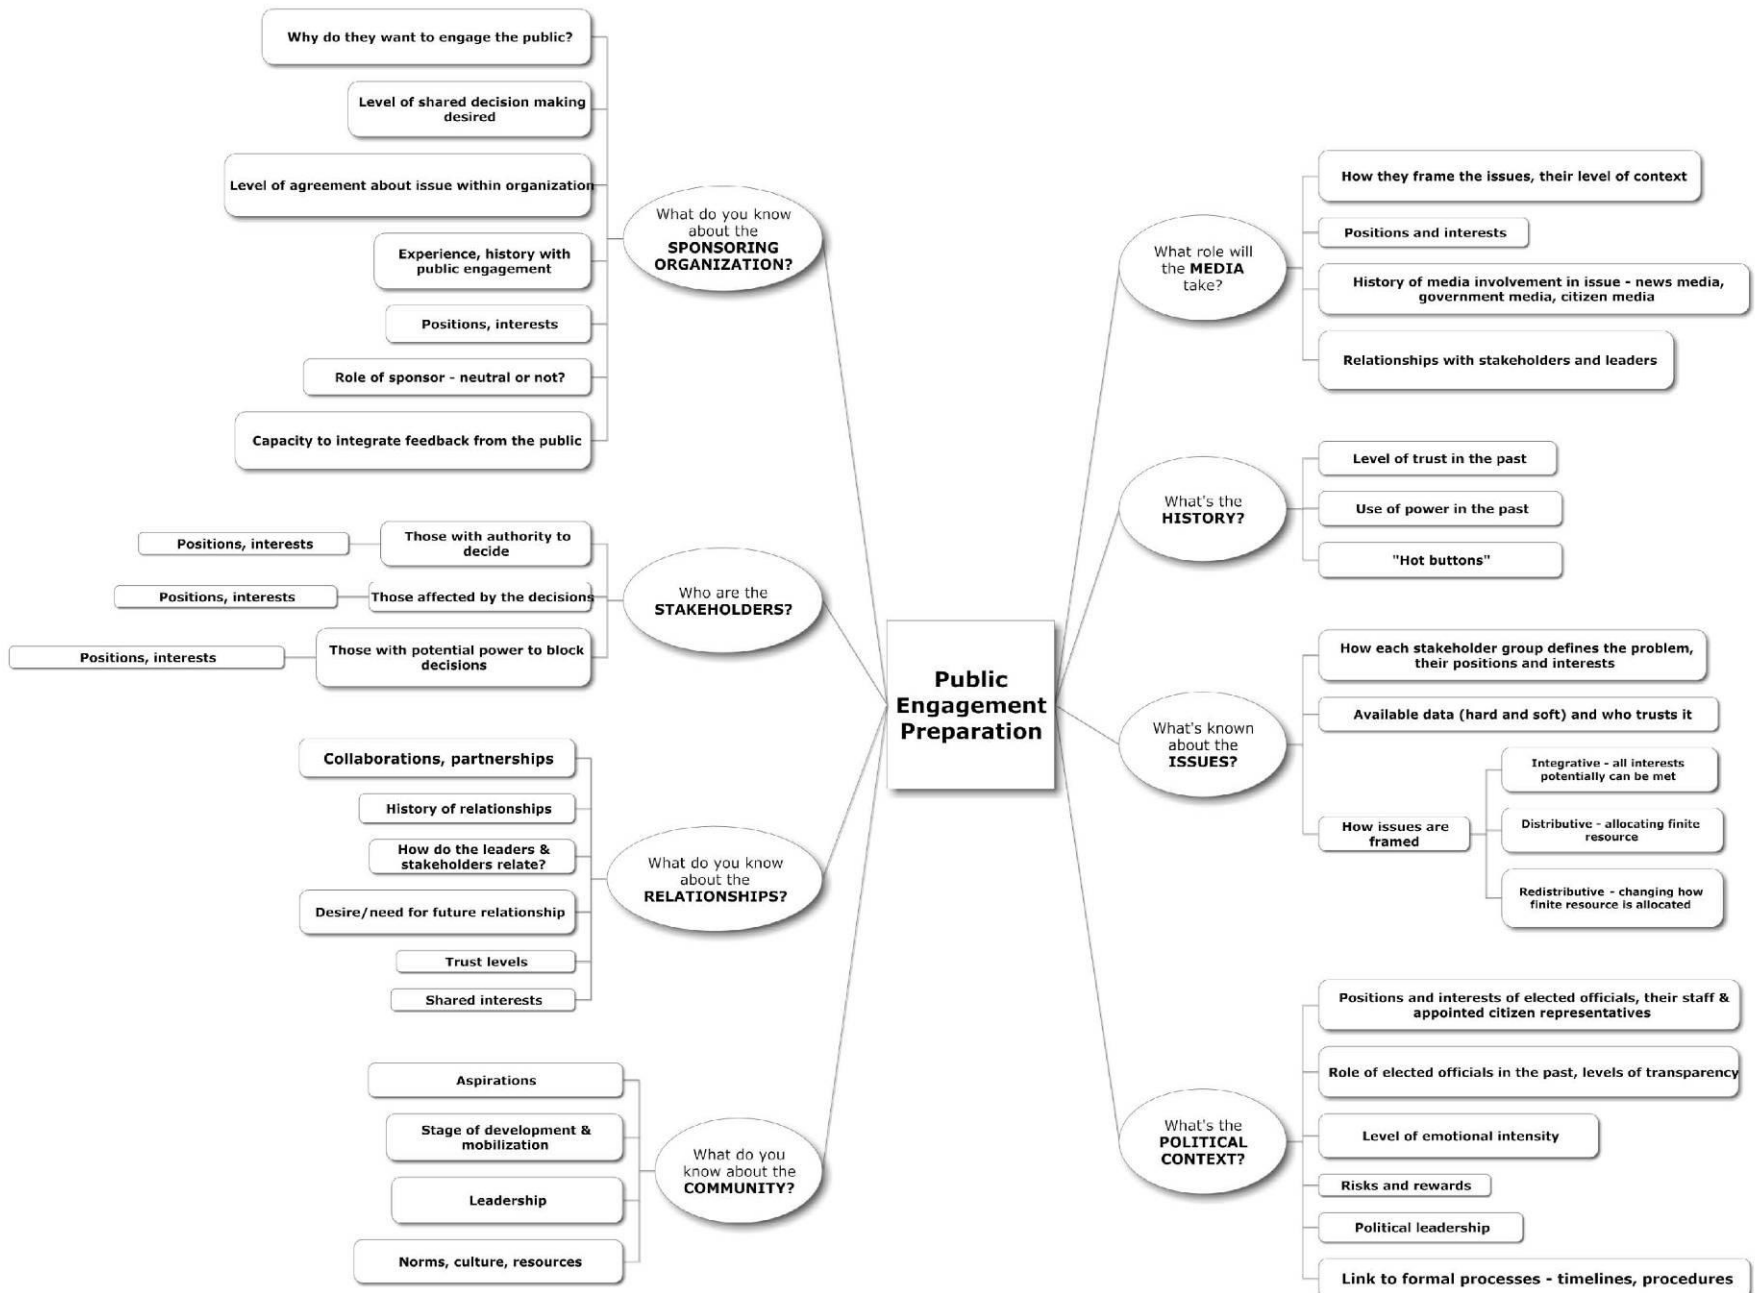 Why do they want to engage the public?
Level of shared decision making
desired
Level of agreement about issue within organization
Experience, history with
public engagement
Positions, interests
Role of sponsor - neutral or not?
Capacity to integrate feedback from the public
What do you know
about the
SPONSORING
ORGANIZATION?
Those with authority to
decide
Positions, interests
Those affected by the decisions
Positions, interests
Those with potential power to block
decisions
Positions, interests
Who are the
STAKEHOLDERS?
Collaborations, partnerships
History of relationships
How do the leaders &
stakeholders relate?
Desire/need for future relationship
Trust levels
Shared interests
What do you know
about the
RELATIONSHIPS?
Aspirations
Stage of development &
mobilization
Leadership
Norms, culture, resources
What do you
know about the
COMMUNITY?
Public
Engagement
Preparation
What role will
the MEDIA
take?
How they frame the issues, their level of context
Positions and interests
History of media involvement in issue - news media,
government media, citizen media
Relationships with stakeholders and leaders
What's the
HISTORY?
Level of trust in the past
Use of power in the past
"Hot buttons"
What's known
about the
ISSUES?
How each stakeholder group defines the problem,
their positions and interests
Available data (hard and soft) and who trusts it
How issues are
framed
Integrative - all interests
potentially can be met
Distributive - allocating finite
resource
Redistributive - changing how
finite resource is allocated
What's the
POLITICAL
CONTEXT?
Positions and interests of elected officials, their staff &
appointed citizen representatives
Role of elected officials in the past, levels of transparency
Level of emotional intensity
Risks and rewards
Political leadership
Link to formal processes - timelines, procedures